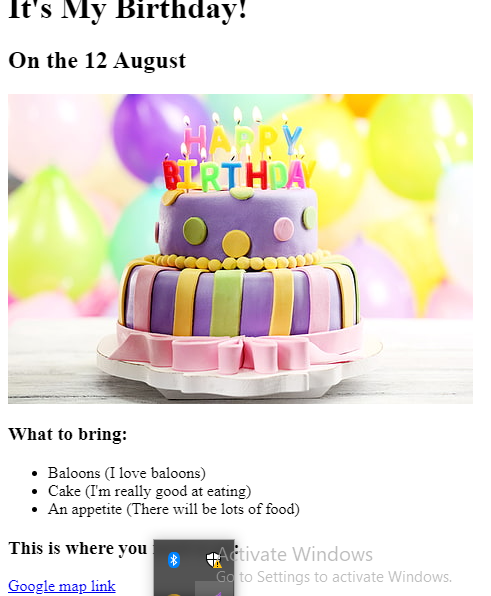 It's My Birthday!
On the 12 August
HAPPY
BIRTHDAY
What to bring:
Baloons (I love baloons)
Cake (I'm really good at eating)
An appetite (There will be lots of food)
This is where you
Activate Windows
Go to Settings to activate Windows.
Google map link